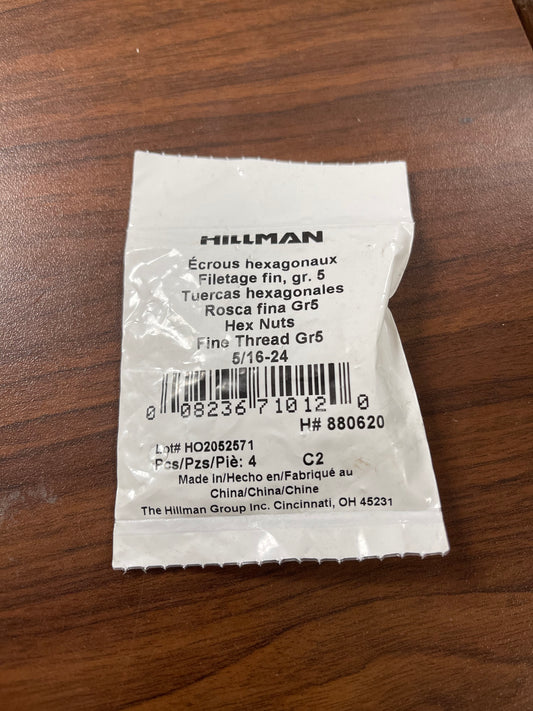 HILLMAN
Écrous hexagonaux
Filetage fin, gr. 5
Tuercas hexagonales
Rosca fina Gr5
Hex Nuts
Fine Thread Gr5
5/16-24
0 08236 71012 0
H# 880620
Lot# HO2052571
Pcs/Pzs/Piè: 4 C2
Made in/Hecho en/Fabriqué au
China/China/Chine
The Hillman Group Inc. Cincinnati, OH 45231